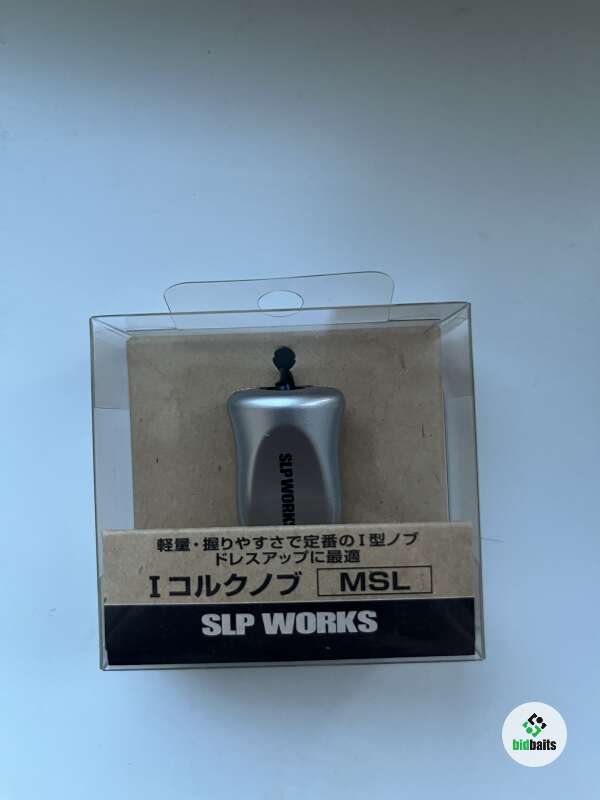 SLP WORKS
軽量・握りやすさで定番のI型ノブ
ドレスアップに最適
Iコルクノブ MSL
SLP WORKS
bidbaits